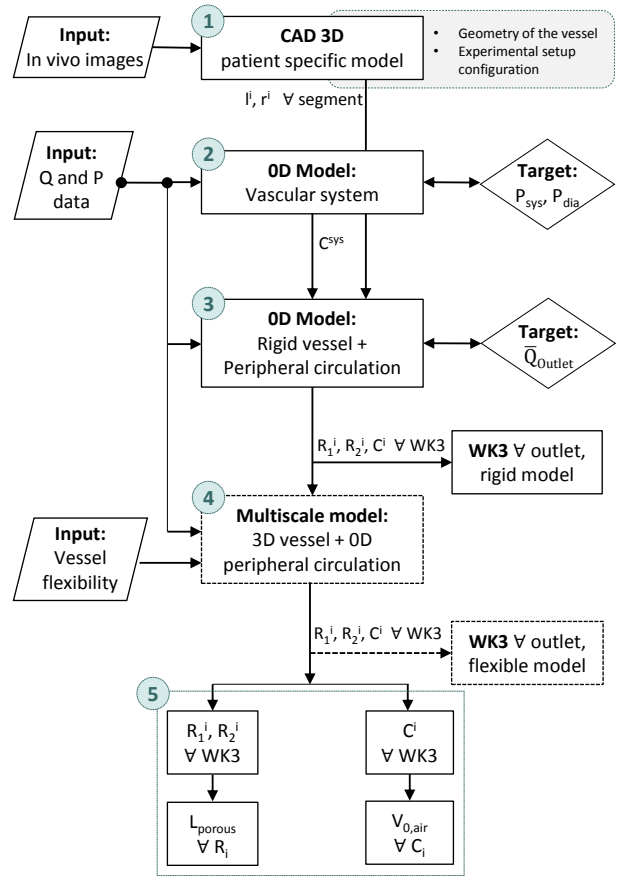 1
Input:
In vivo images
CAD 3D
patient specific model
• Geometry of the vessel
• Experimental setup
configuration
lⁱ, rⁱ ∀ segment
Input:
Q and P
data
2
0D Model:
Vascular system
Target:
P_sys, P_dia
C^sys
3
0D Model:
Rigid vessel +
Peripheral circulation
Target:
Q̅_Outlet
R₁ⁱ, R₂ⁱ, Cⁱ ∀ WK3
WK3 ∀ outlet,
rigid model
4
Multiscale model:
3D vessel + 0D
peripheral circulation
Input:
Vessel
flexibility
R₁ⁱ, R₂ⁱ, Cⁱ ∀ WK3
WK3 ∀ outlet,
flexible model
5
R₁ⁱ, R₂ⁱ
∀ WK3
Cⁱ
∀ WK3
L_porous
∀ R_i
V_0,air
∀ C_i